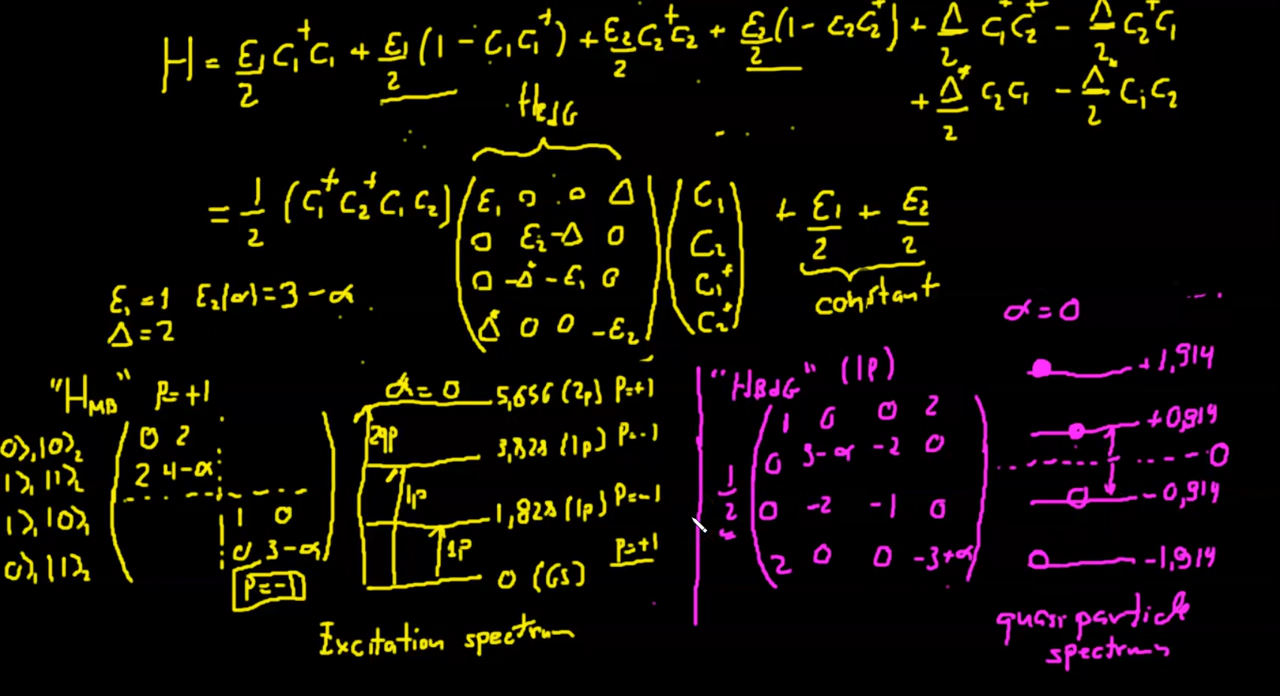 H = ε₁/2 C₁⁺C₁ + ε₁/2 (1 - C₁C₁⁺) + ε₂/2 C₂⁺C₂ + ε₂/2 (1 - C₂C₂⁺) + Δ/2 C₁⁺C₂⁺ - Δ/2 C₂⁺C₁
+ Δ*/2 C₂C₁ - Δ*/2 C₁C₂
HBdG
= 1/2 (C₁⁺ C₂⁺ C₁ C₂) (ε₁ 0 0 Δ) (C₁) + ε₁/2 + ε₂/2
0 ε₂ -Δ 0 C₂
0 -Δ* -ε₁ 0 C₁⁺
Δ* 0 0 -ε₂ C₂⁺
constant
ε₁ = 1 ε₂(α) = 3 - α
Δ = 2
"HMB" P = +1
0⟩₁|0⟩₂ 0 2
1⟩₁|1⟩₂ 2 4-α
1⟩₁|0⟩₂ 1 0
0⟩₁|1⟩₂ 0 3-α
P=-1
α = 0
5,656 (2p) P=+1
3,828 (1p) P=-1
1,828 (1p) P=-1
0 (GS) P=+1
2qp
1p
1p
Excitation spectrum
"HBdG" (1P)
1/2 (1 0 0 2)
0 3-α -2 0
0 -2 -1 0
2 0 0 -3+α
α = 0
+1,914
+0,914
0
-0,914
-1,914
quasiparticle
spectrum